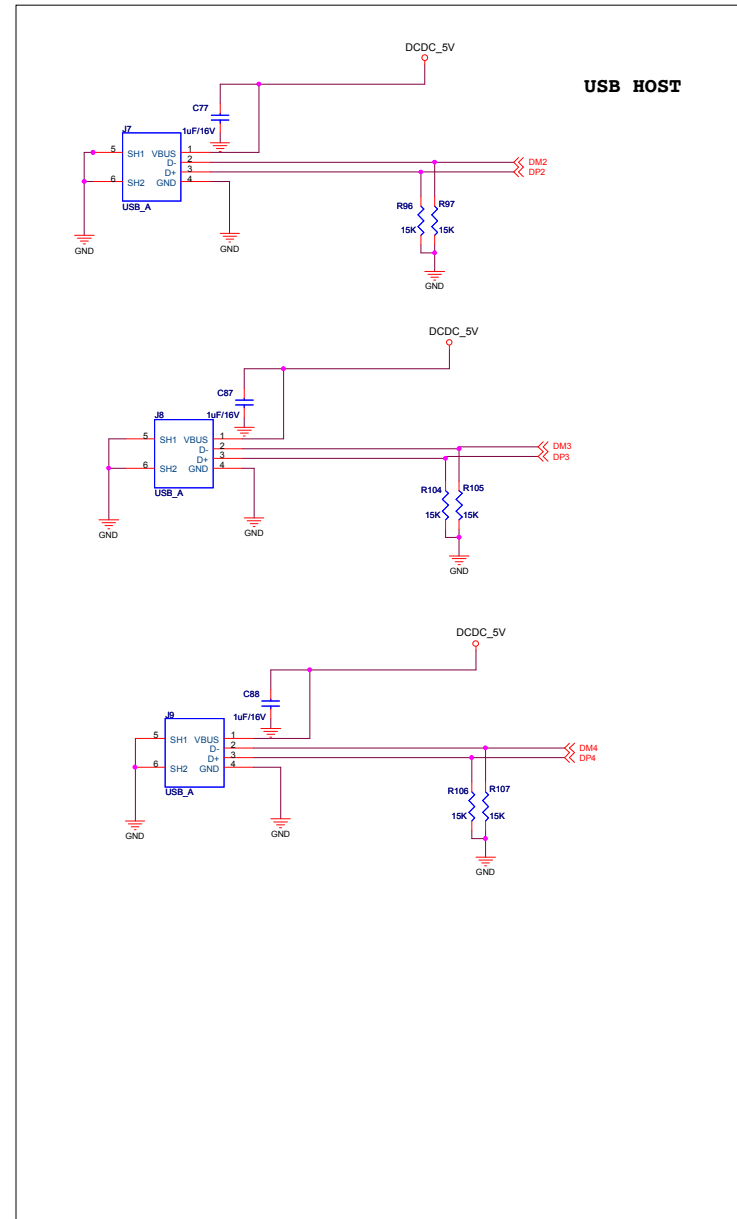 DCDC_5V
USB HOST
C77
1uF/16V
J7
5 SH1 VBUS 1
D- 2
D+ 3
6 SH2 GND 4
USB_A
DM2
DP2
R96 R97
15K 15K
GND
GND
GND
DCDC_5V
C87
1uF/16V
J8
5 SH1 VBUS 1
D- 2
D+ 3
6 SH2 GND 4
USB_A
DM3
DP3
R104 R105
15K 15K
GND
GND
GND
DCDC_5V
C88
1uF/16V
J9
5 SH1 VBUS 1
D- 2
D+ 3
6 SH2 GND 4
USB_A
DM4
DP4
R106 R107
15K 15K
GND
GND
GND